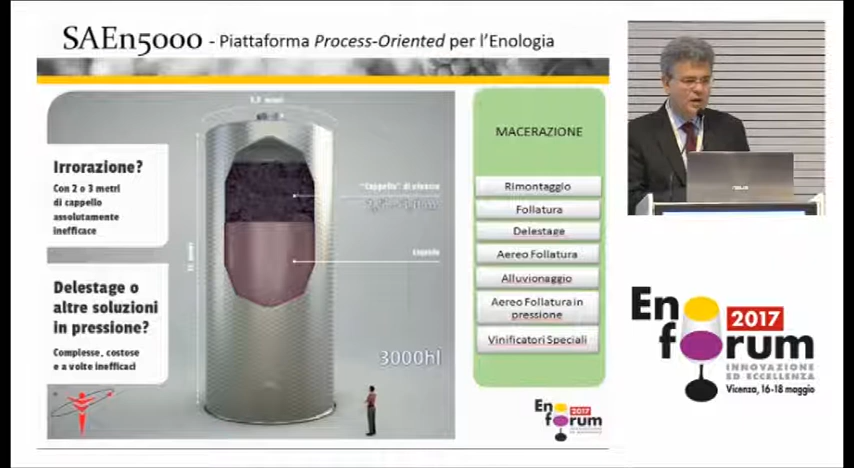 SAEn5000 - Piattaforma Process-Oriented per l'Enologia
Irrorazione?
Con 2 o 3 metri
di cappello
assolutamente
inefficace
Delestage o
altre soluzioni
in pressione?
Complesse, costose
e a volte inefficaci
"Cappello" di vinacce
3000hl
MACERAZIONE
Rimontaggio
Follatura
Delestage
Aereo Follatura
Alluvionaggio
Aereo Follatura in
pressione
Vinificatori Speciali
En
2017
forum
ASUS
En
2017
forum
INNOVAZIONE
ED ECCELLENZA
Vicenza, 16-18 maggio